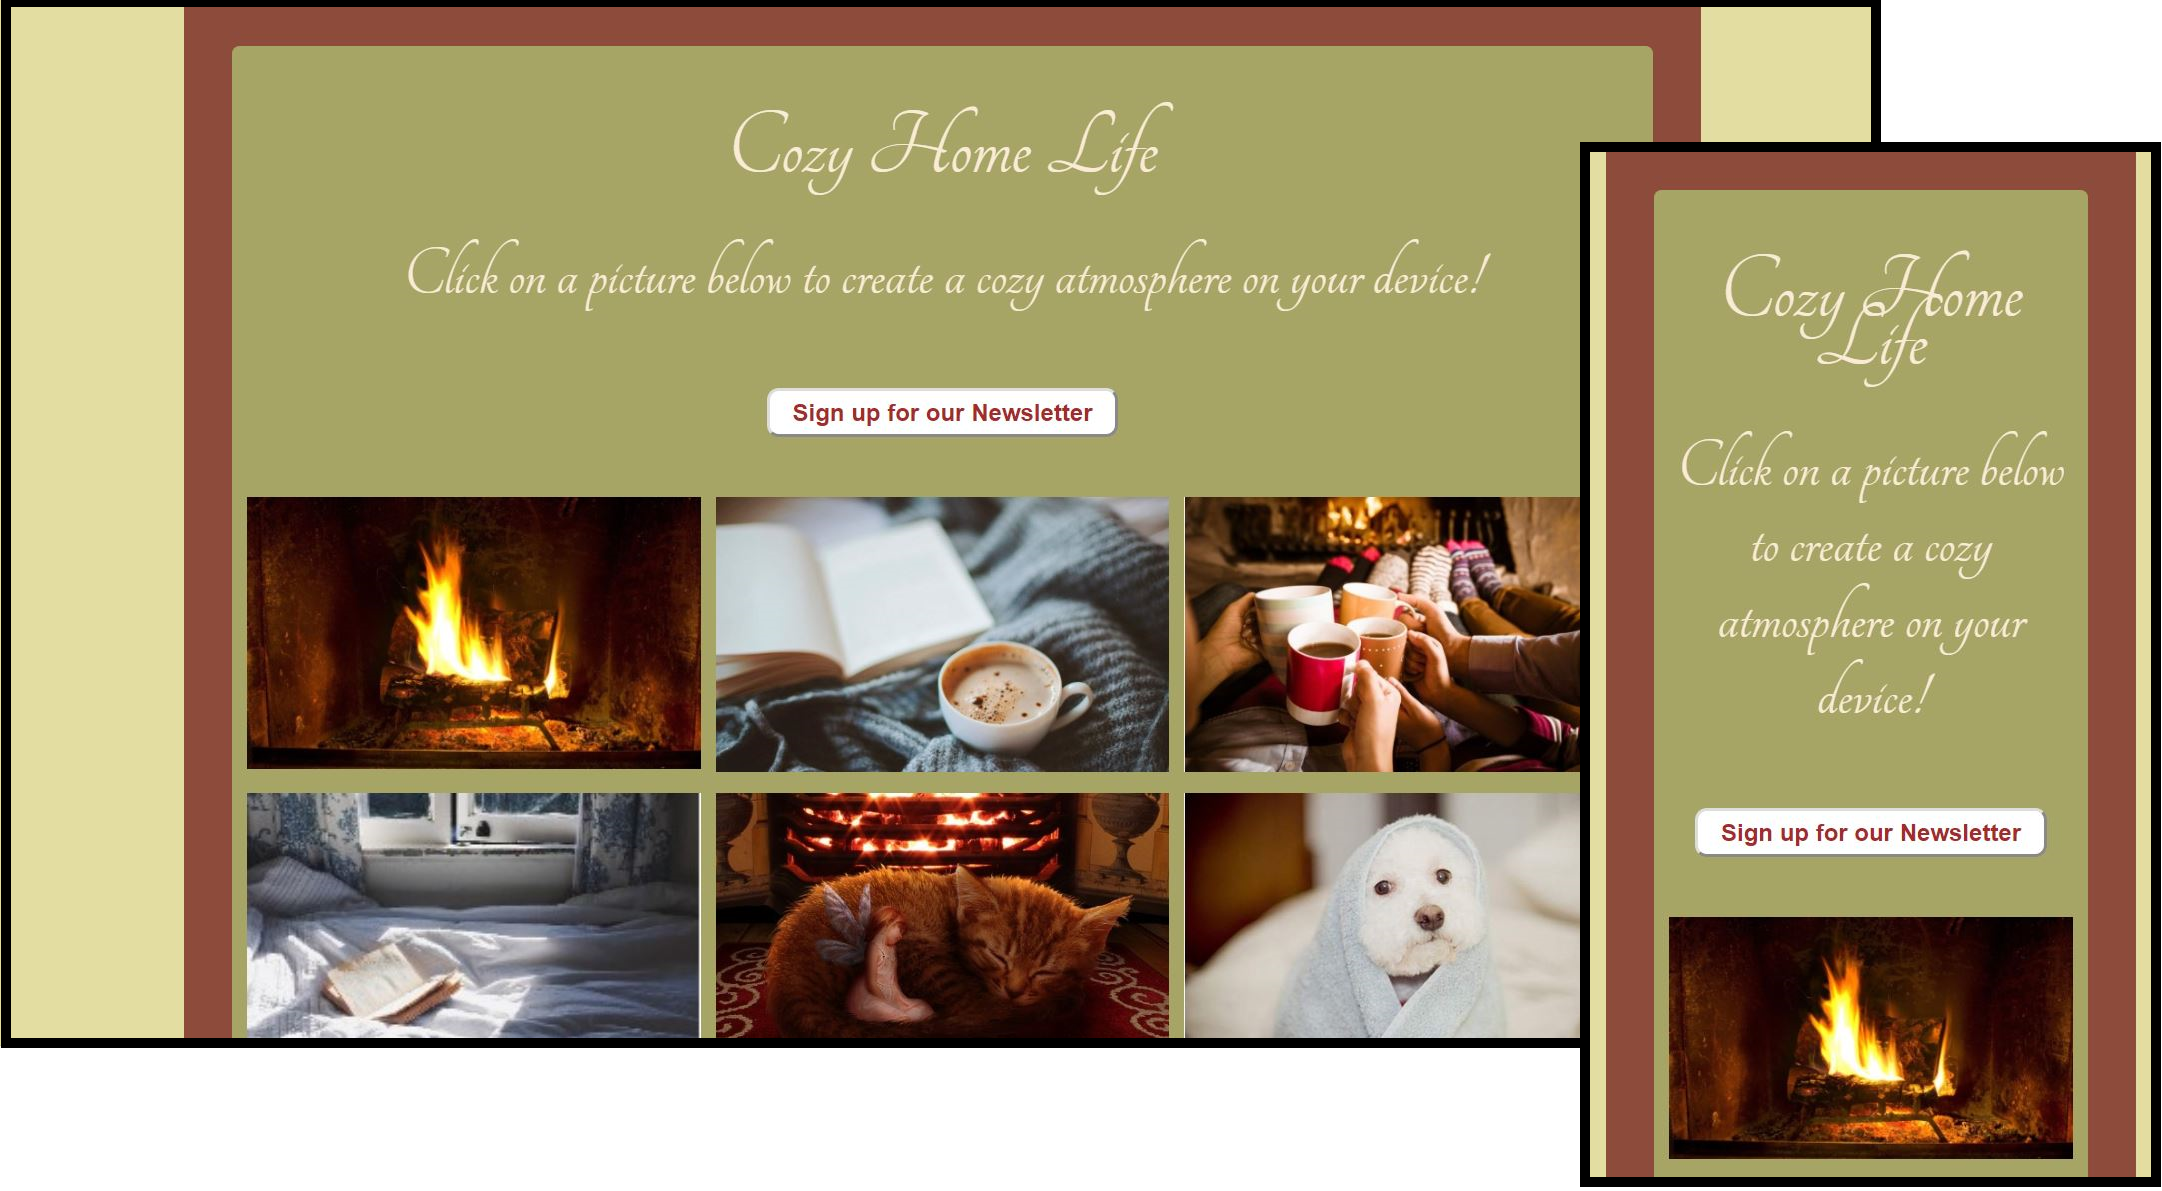 Cozy Home Life
Click on a picture below to create a cozy atmosphere on your device!
Sign up for our Newsletter
Cozy Home
Life
Click on a picture below
to create a cozy
atmosphere on your
device!
Sign up for our Newsletter